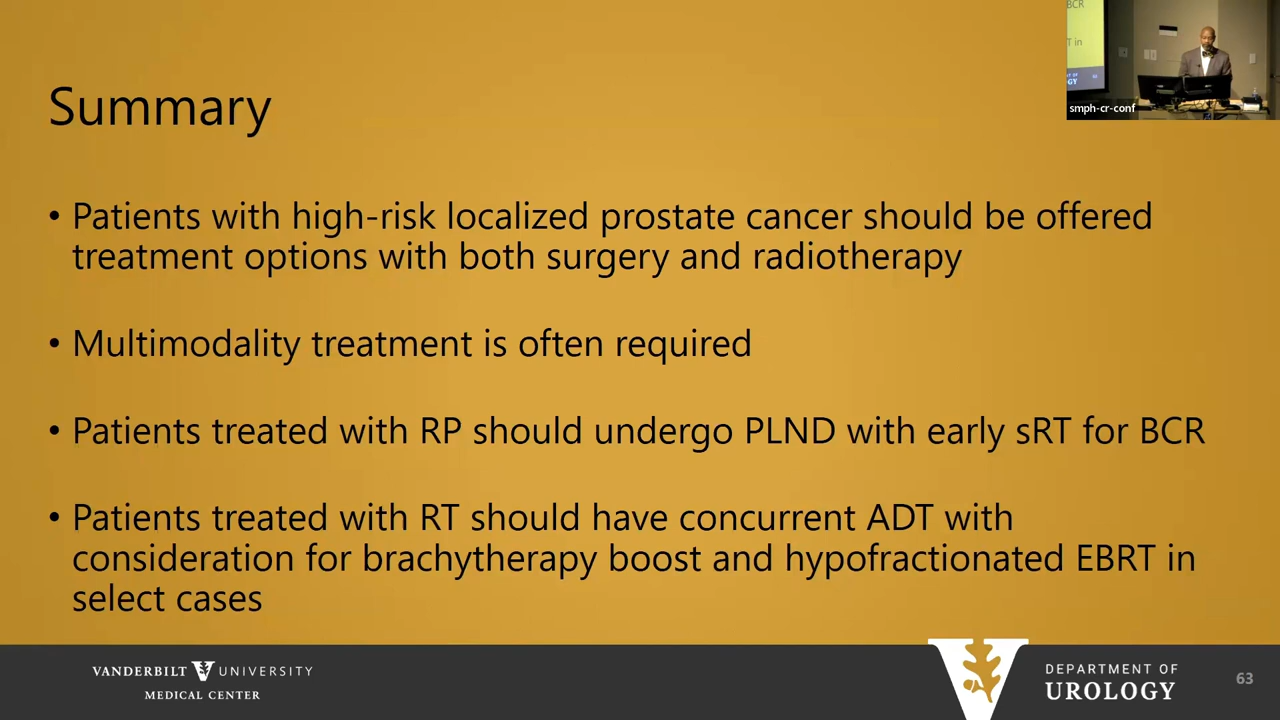 Summary
• Patients with high-risk localized prostate cancer should be offered
treatment options with both surgery and radiotherapy
• Multimodality treatment is often required
• Patients treated with RP should undergo PLND with early sRT for BCR
• Patients treated with RT should have concurrent ADT with
consideration for brachytherapy boost and hypofractionated EBRT in
select cases
BCR
T in
GY
smph-cr-conf
VANDERBILT UNIVERSITY
MEDICAL CENTER
DEPARTMENT OF
UROLOGY
63